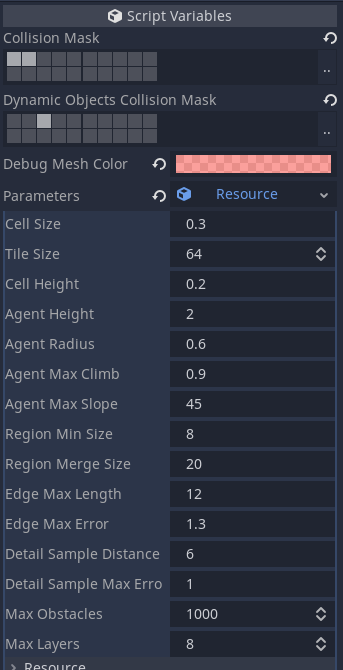 Script Variables
Collision Mask
..
Dynamic Objects Collision Mask
..
Debug Mesh Color
Parameters Resource
Cell Size 0.3
Tile Size 64
Cell Height 0.2
Agent Height 2
Agent Radius 0.6
Agent Max Climb 0.9
Agent Max Slope 45
Region Min Size 8
Region Merge Size 20
Edge Max Length 12
Edge Max Error 1.3
Detail Sample Distance 6
Detail Sample Max Erro 1
Max Obstacles 1000
Max Layers 8
Resource